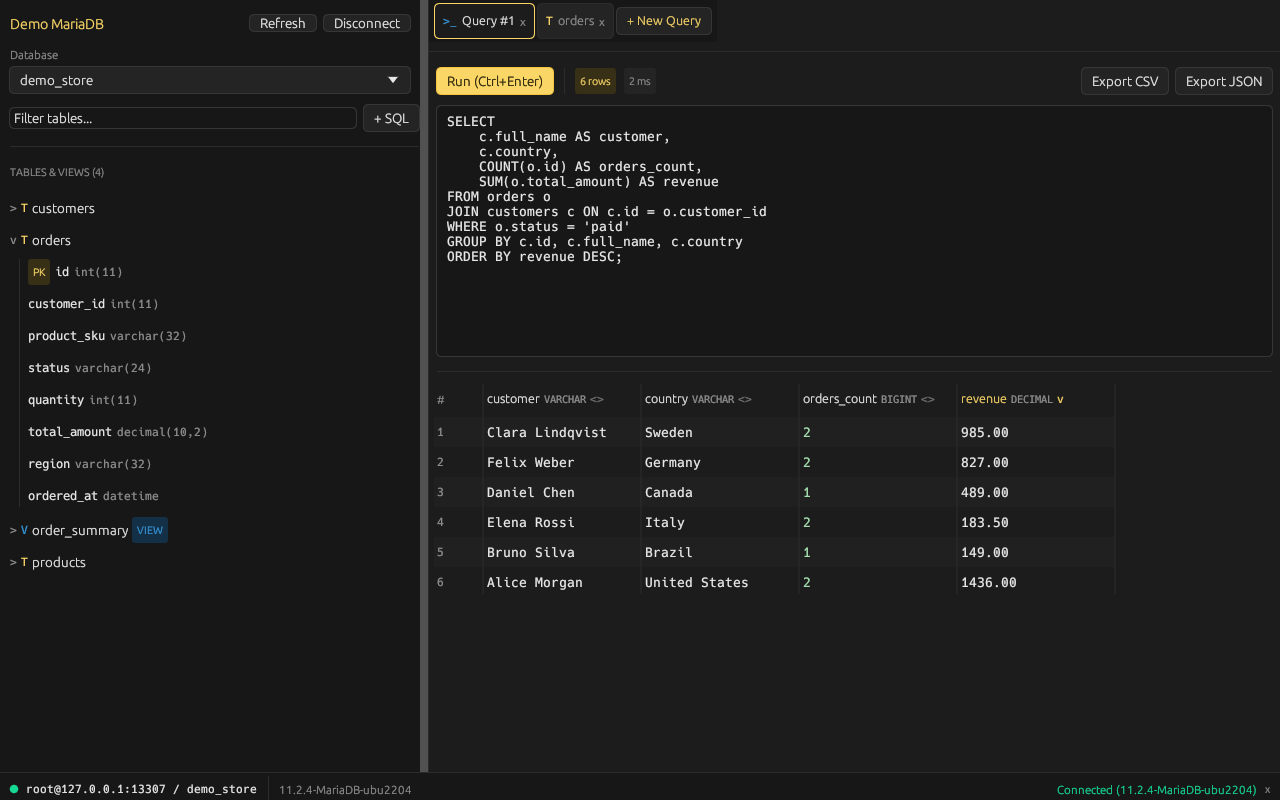 Demo MariaDB
Refresh
Disconnect
Database
demo_store
Filter tables...
+ SQL
TABLES & VIEWS (4)
> T customers
v T orders
PK id int(11)
customer_id int(11)
product_sku varchar(32)
status varchar(24)
quantity int(11)
total_amount decimal(10,2)
region varchar(32)
ordered_at datetime
> V order_summary VIEW
> T products
>_ Query #1 x
T orders x
+ New Query
Run (Ctrl+Enter)
6 rows
2 ms
Export CSV
Export JSON
SELECT
    c.full_name AS customer,
    c.country,
    COUNT(o.id) AS orders_count,
    SUM(o.total_amount) AS revenue
FROM orders o
JOIN customers c ON c.id = o.customer_id
WHERE o.status = 'paid'
GROUP BY c.id, c.full_name, c.country
ORDER BY revenue DESC;
# customer VARCHAR <> country VARCHAR <> orders_count BIGINT <> revenue DECIMAL v
1 Clara Lindqvist Sweden 2 985.00
2 Felix Weber Germany 2 827.00
3 Daniel Chen Canada 1 489.00
4 Elena Rossi Italy 2 183.50
5 Bruno Silva Brazil 1 149.00
6 Alice Morgan United States 2 1436.00
root@127.0.0.1:13307 / demo_store
11.2.4-MariaDB-ubu2204
Connected (11.2.4-MariaDB-ubu2204) x